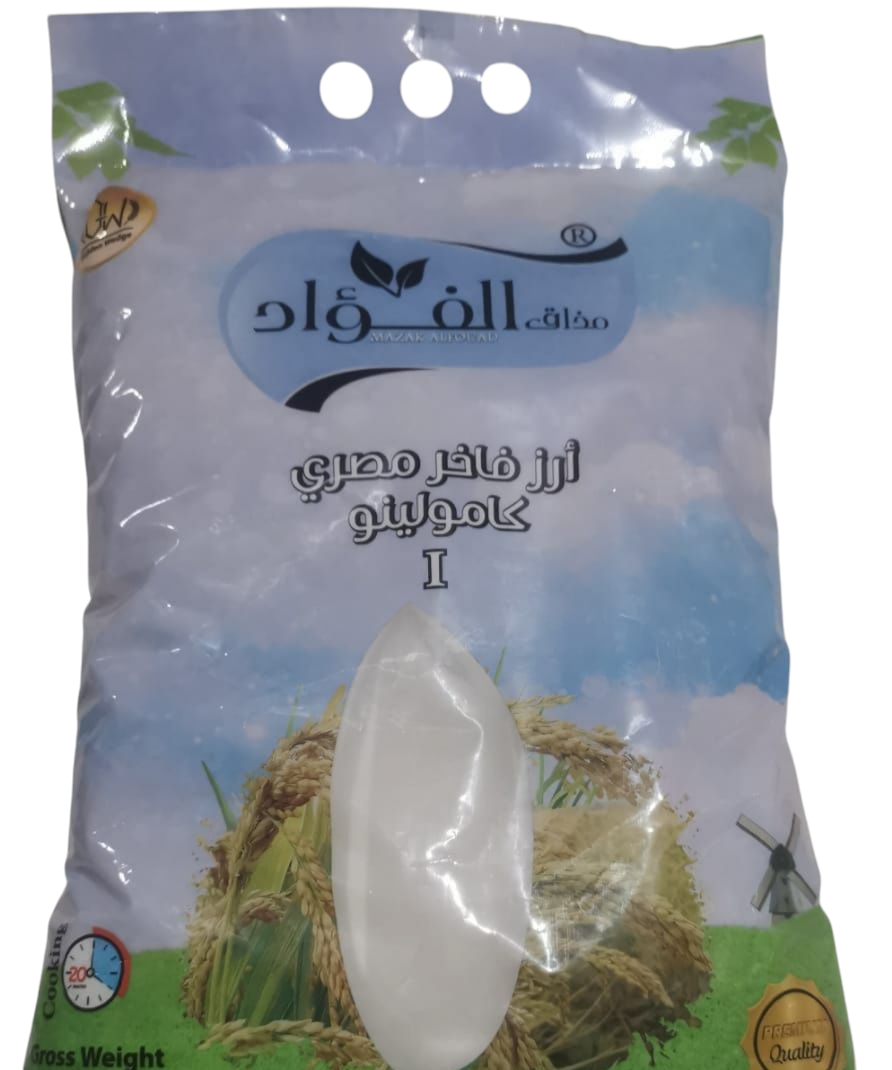 ®
مذاق الفؤاد
MAZAK ALFOUAD
أرز فاخر مصري
كامولينو
I
Cooking
20
Gross Weight
PREMIUM
Quality